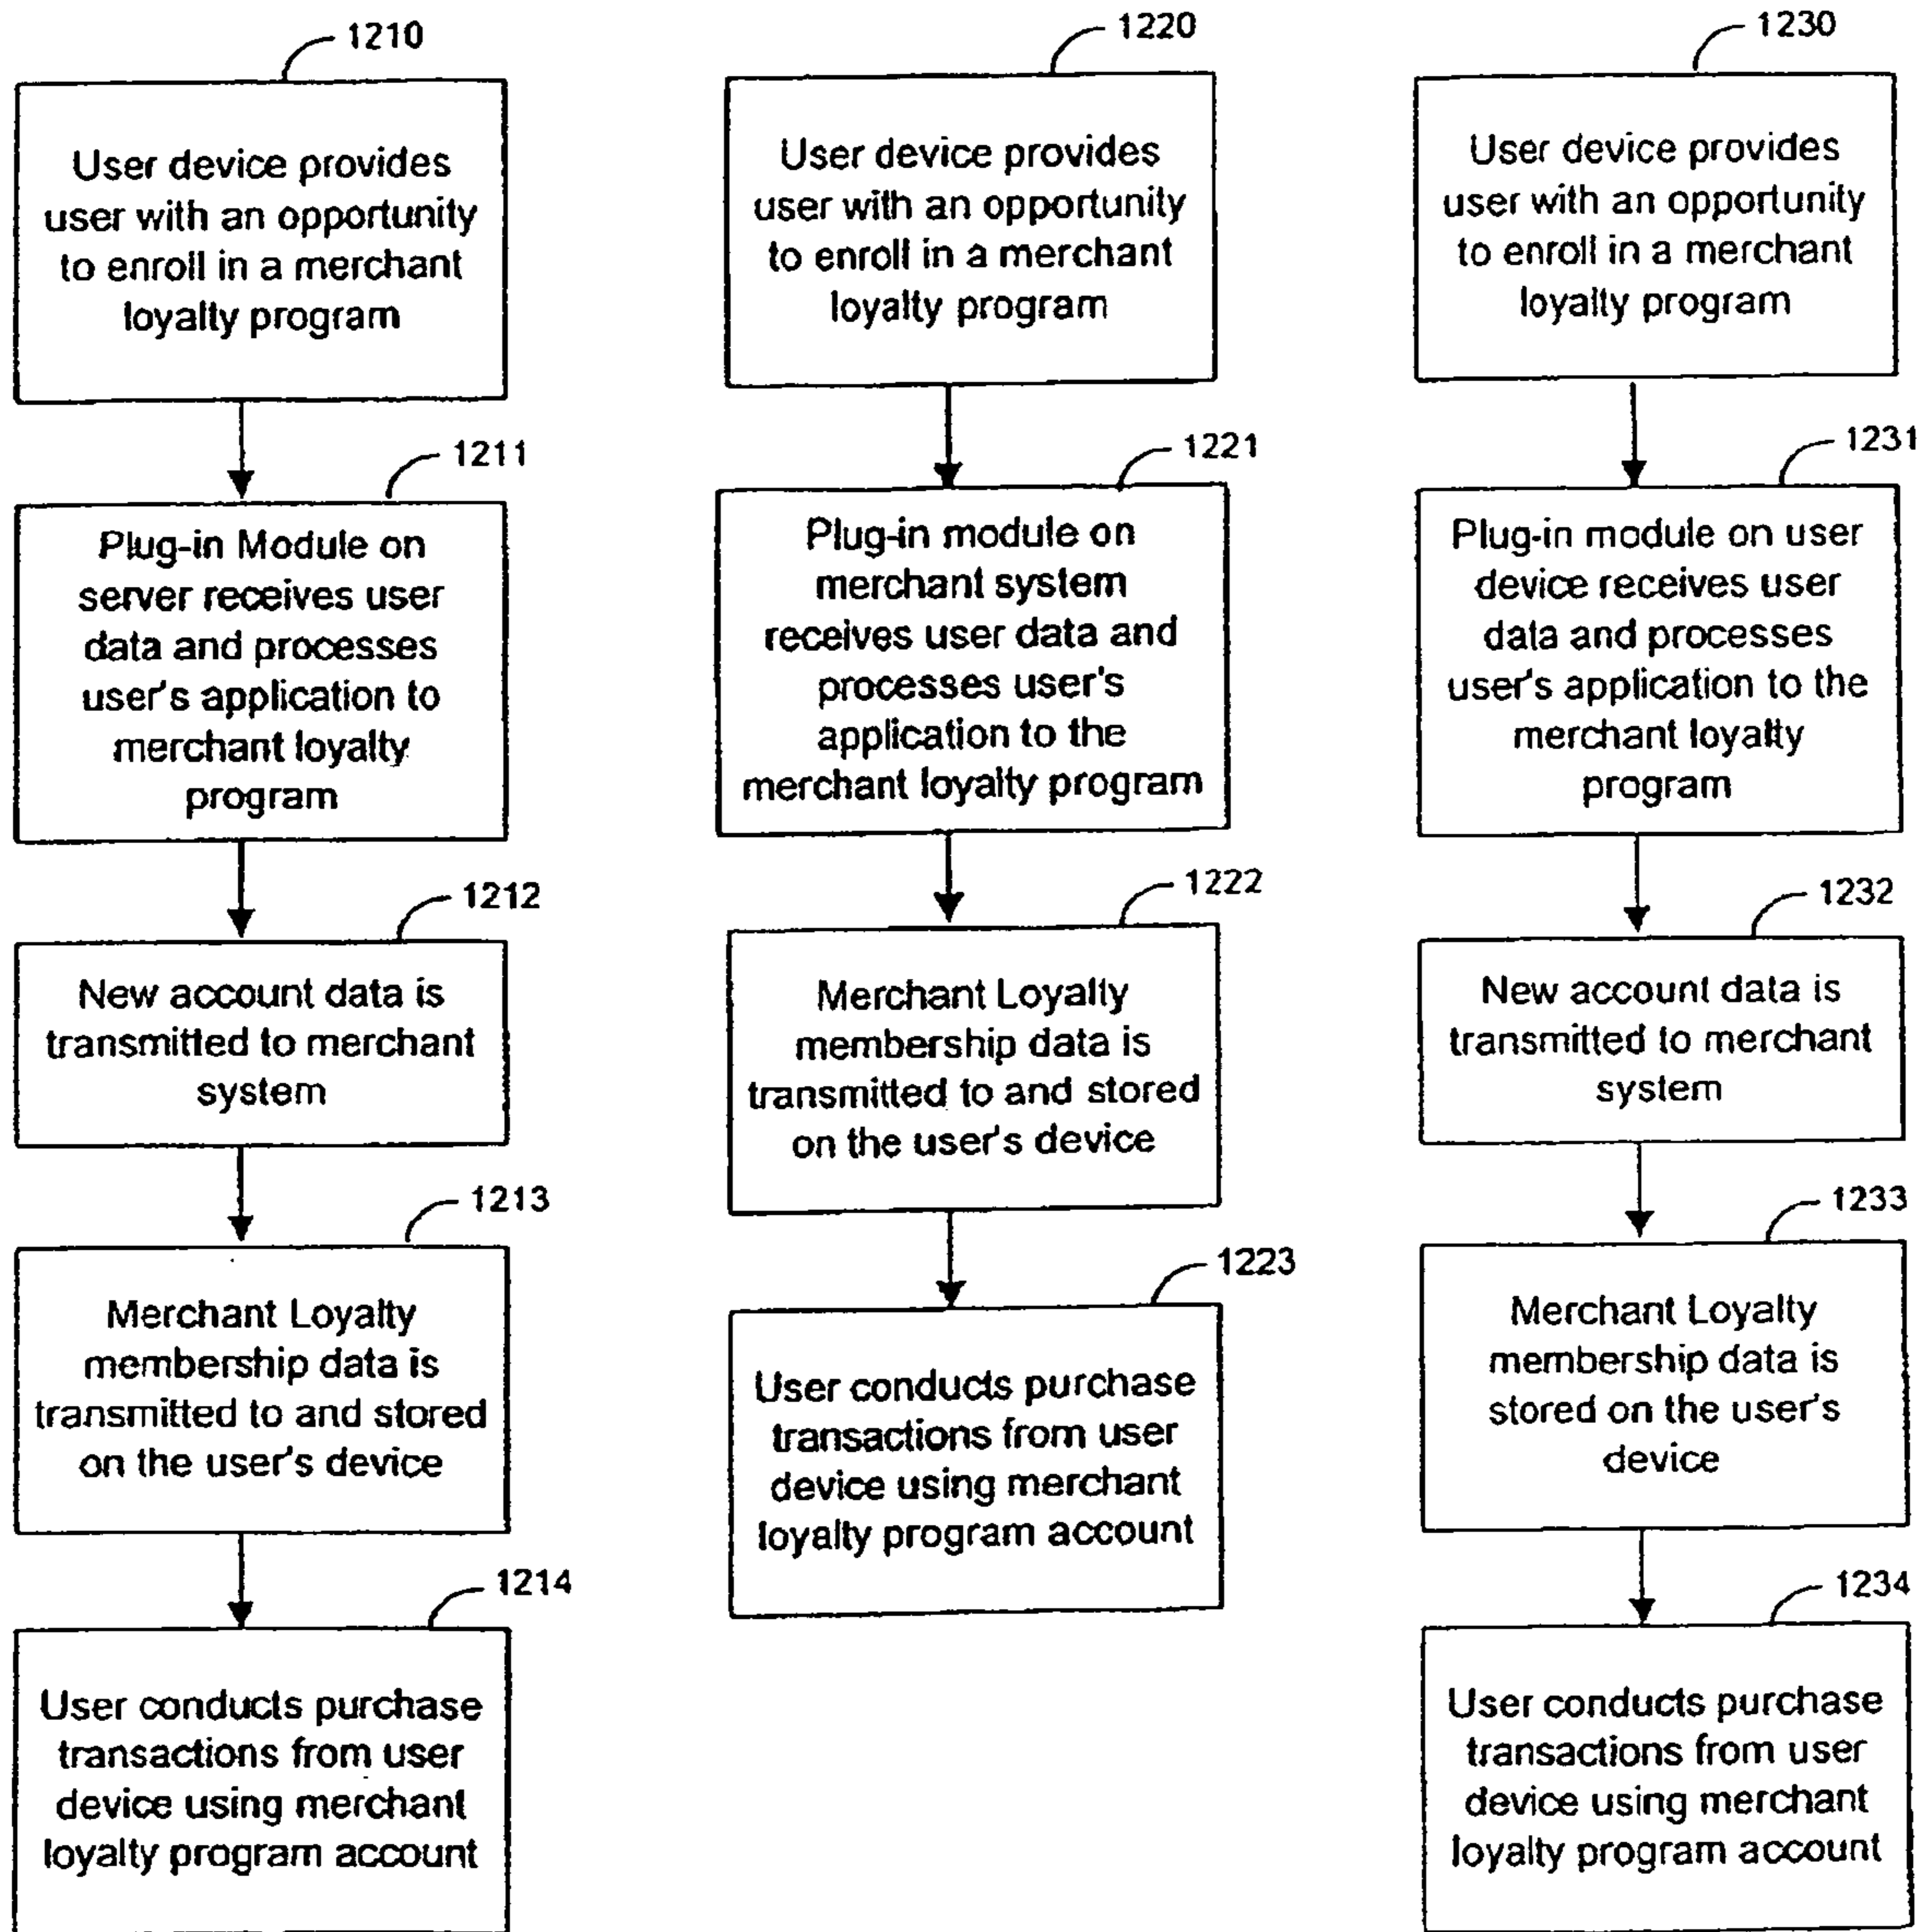 1210
User device provides
user with an opportunity
to enroll in a merchant
loyalty program
1211
Plug-in Module on
server receives user
data and processes
user's application to
merchant loyalty
program
1212
New account data is
transmitted to merchant
system
1213
Merchant Loyalty
membership data is
transmitted to and stored
on the user's device
1214
User conducts purchase
transactions from user
device using merchant
loyalty program account
1220
User device provides
user with an opportunity
to enroll in a merchant
loyalty program
1221
Plug-in module on
merchant system
receives user data and
processes user's
application to the
merchant loyalty program
1222
Merchant Loyalty
membership data is
transmitted to and stored
on the user's device
1223
User conducts purchase
transactions from user
device using merchant
loyalty program account
1230
User device provides
user with an opportunity
to enroll in a merchant
loyalty program
1231
Plug-in module on user
device receives user
data and processes
user's application to the
merchant loyalty
program
1232
New account data is
transmitted to merchant
system
1233
Merchant Loyalty
membership data is
stored on the user's
device
1234
User conducts purchase
transactions from user
device using merchant
loyalty program account